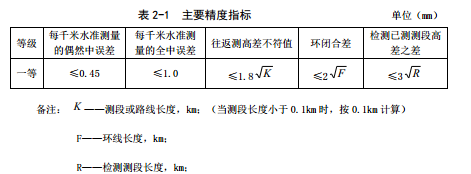 表 2-1 主要精度指标 单位（mm）
等级 每千米水准测量的偶然中误差 每千米水准测量的全中误差 往返测高差不符值 环闭合差 检测已测测段高差之差
一等 ≤0.45 ≤1.0 ≤1.8√K ≤2√F ≤3√R
备注： K ——测段或路线长度，km；（当测段长度小于 0.1km 时，按 0.1km 计算）
F——环线长度，km；
R——检测测段长度，km；